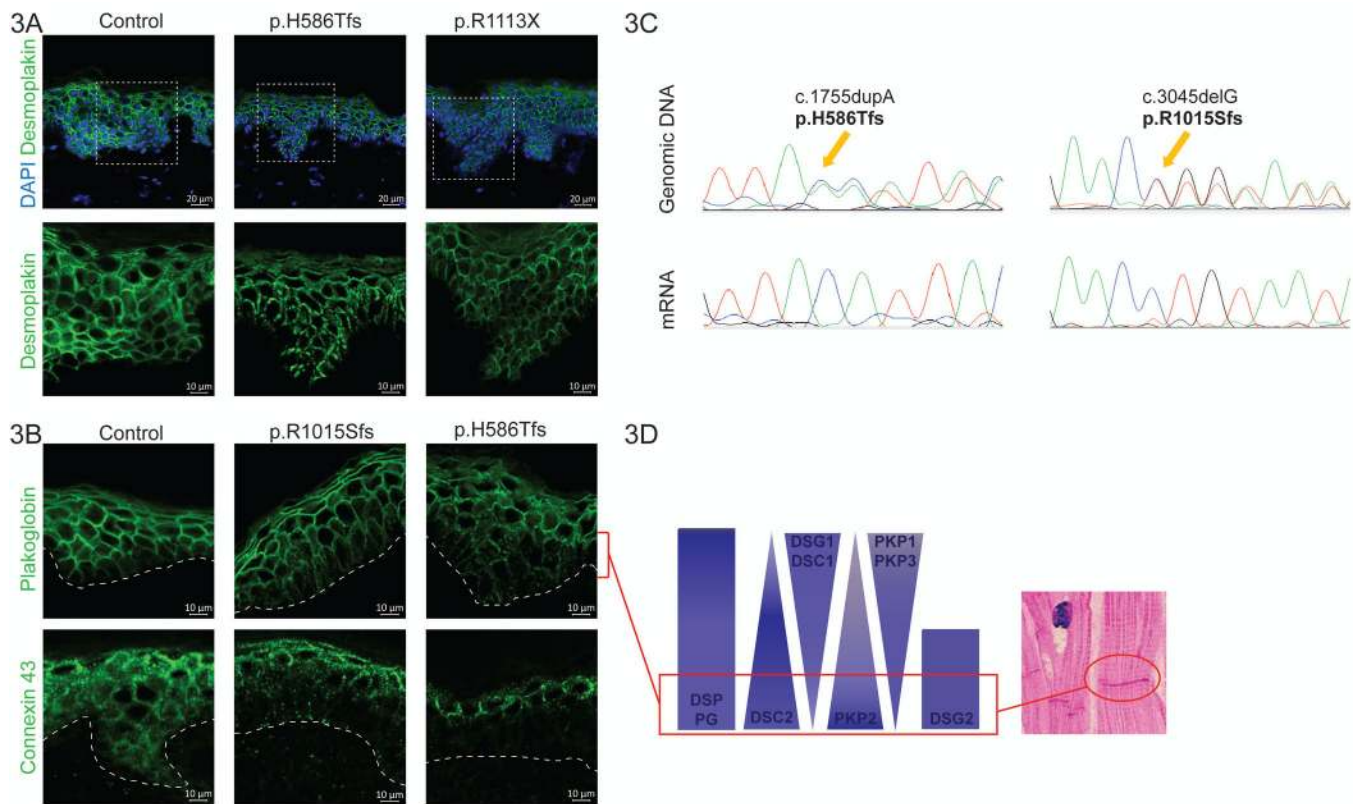 3A
Control
p.H586Tfs
p.R1113X
DAPI Desmoplakin
20 µm
20 µm
20 µm
Desmoplakin
10 µm
10 µm
10 µm
3B
Control
p.R1015Sfs
p.H586Tfs
Plakoglobin
10 µm
10 µm
10 µm
Connexin 43
10 µm
10 µm
10 µm
3C
c.1755dupA
p.H586Tfs
c.3045delG
p.R1015Sfs
Genomic DNA
mRNA
3D
DSP
PG
DSC2
DSG1
DSC1
PKP2
PKP1
PKP3
DSG2